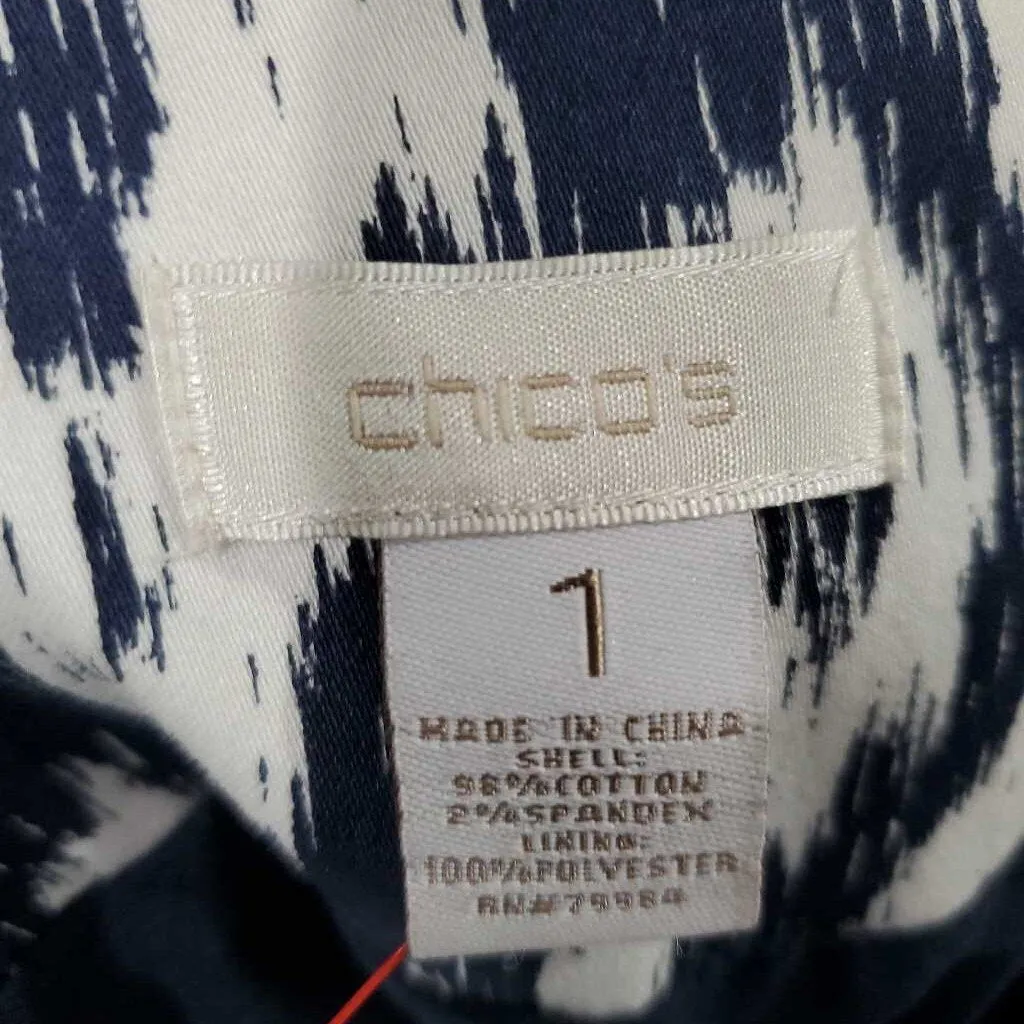 chico's
1
MADE IN CHINA
SHELL:
98%COTTON
2%SPANDEX
LINING:
100%POLYESTER
RN#79984